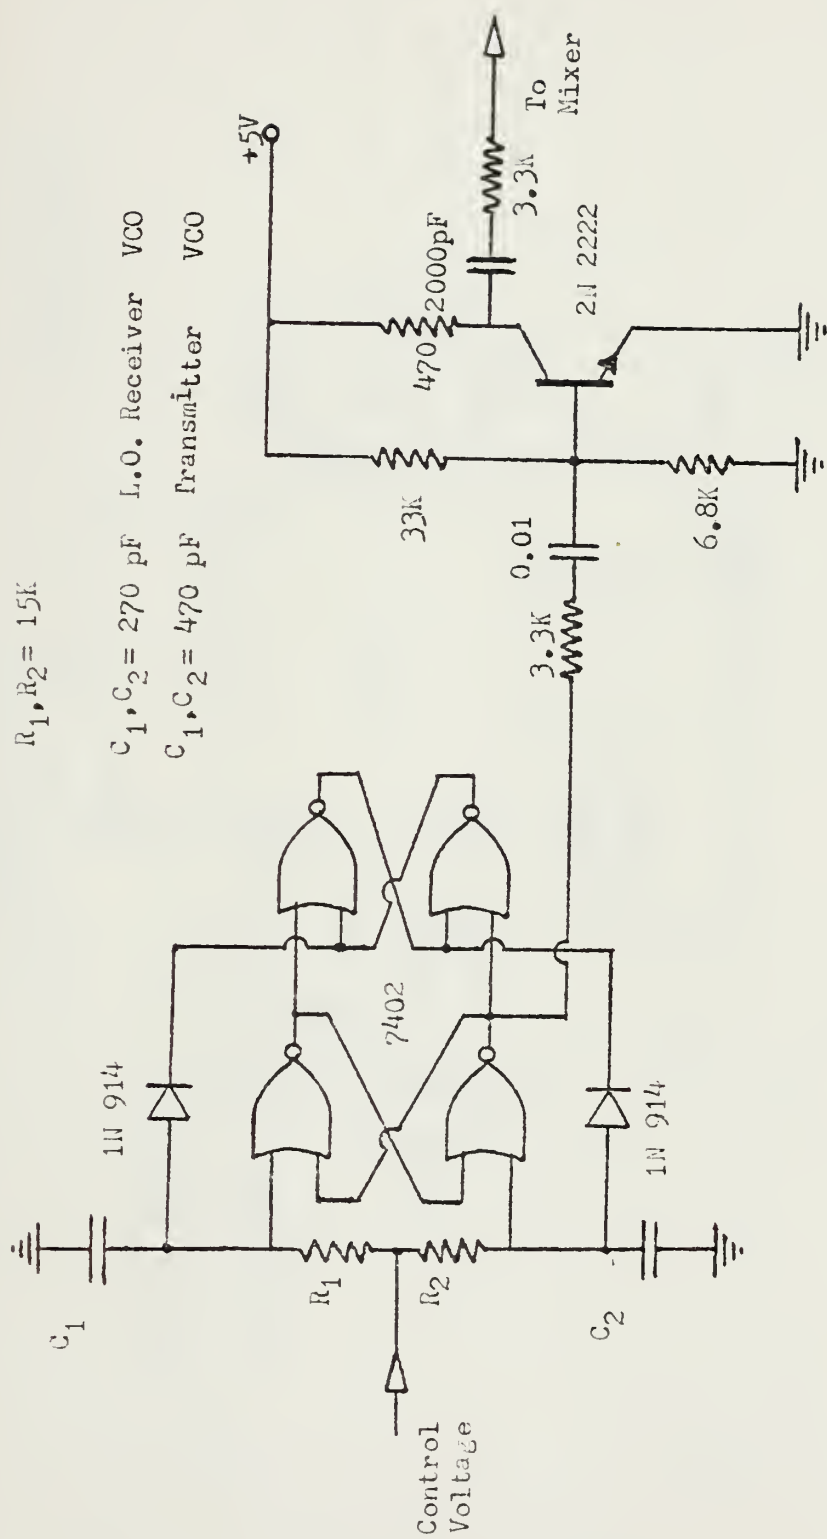 R1,R2= 15K
C1,C2= 270 pF L.O. Receiver VCO
C1,C2= 470 pF Transmitter VCO
+5V
C1
1N 914
R1
Control
Voltage
R2
7402
C2
1N 914
33K
470
2000pF
3.3K
To
Mixer
0.01
3.3K
2N 2222
6.8K